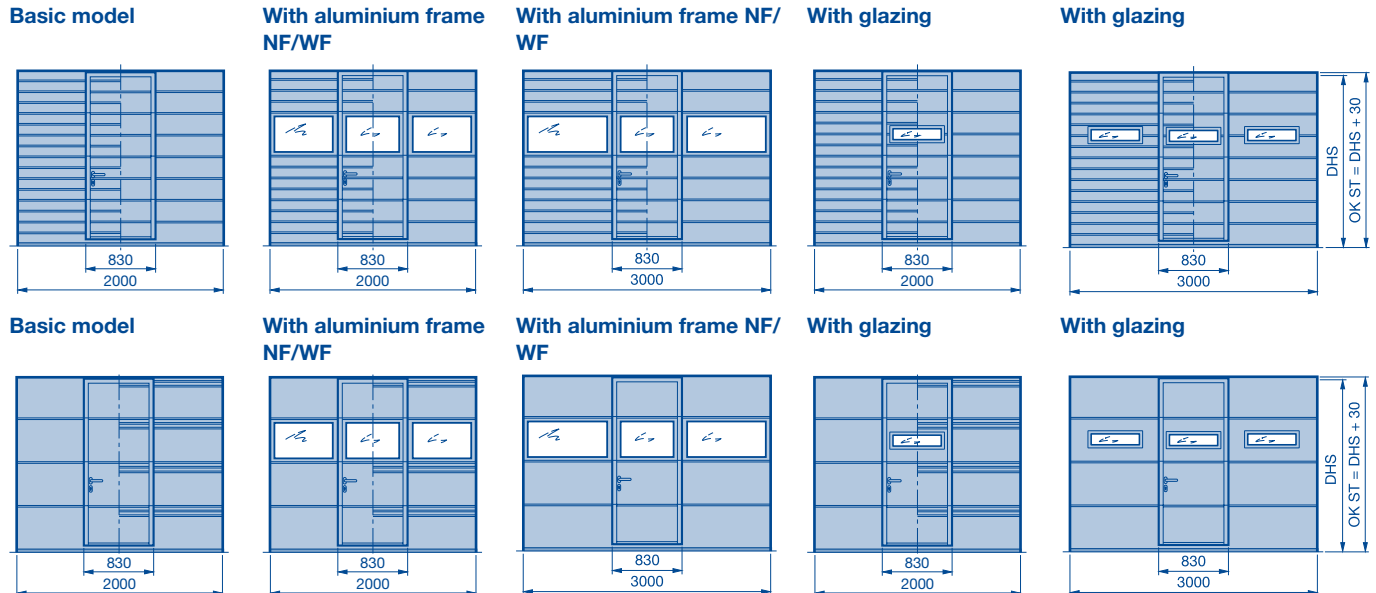 Basic model
With aluminium frame
NF/WF
With aluminium frame NF/
WF
With glazing
With glazing
830
2000
830
2000
830
3000
830
2000
830
3000
DHS
OK ST = DHS + 30
Basic model
With aluminium frame
NF/WF
With aluminium frame NF/
WF
With glazing
With glazing
830
2000
830
2000
830
3000
830
2000
830
3000
DHS
OK ST = DHS + 30